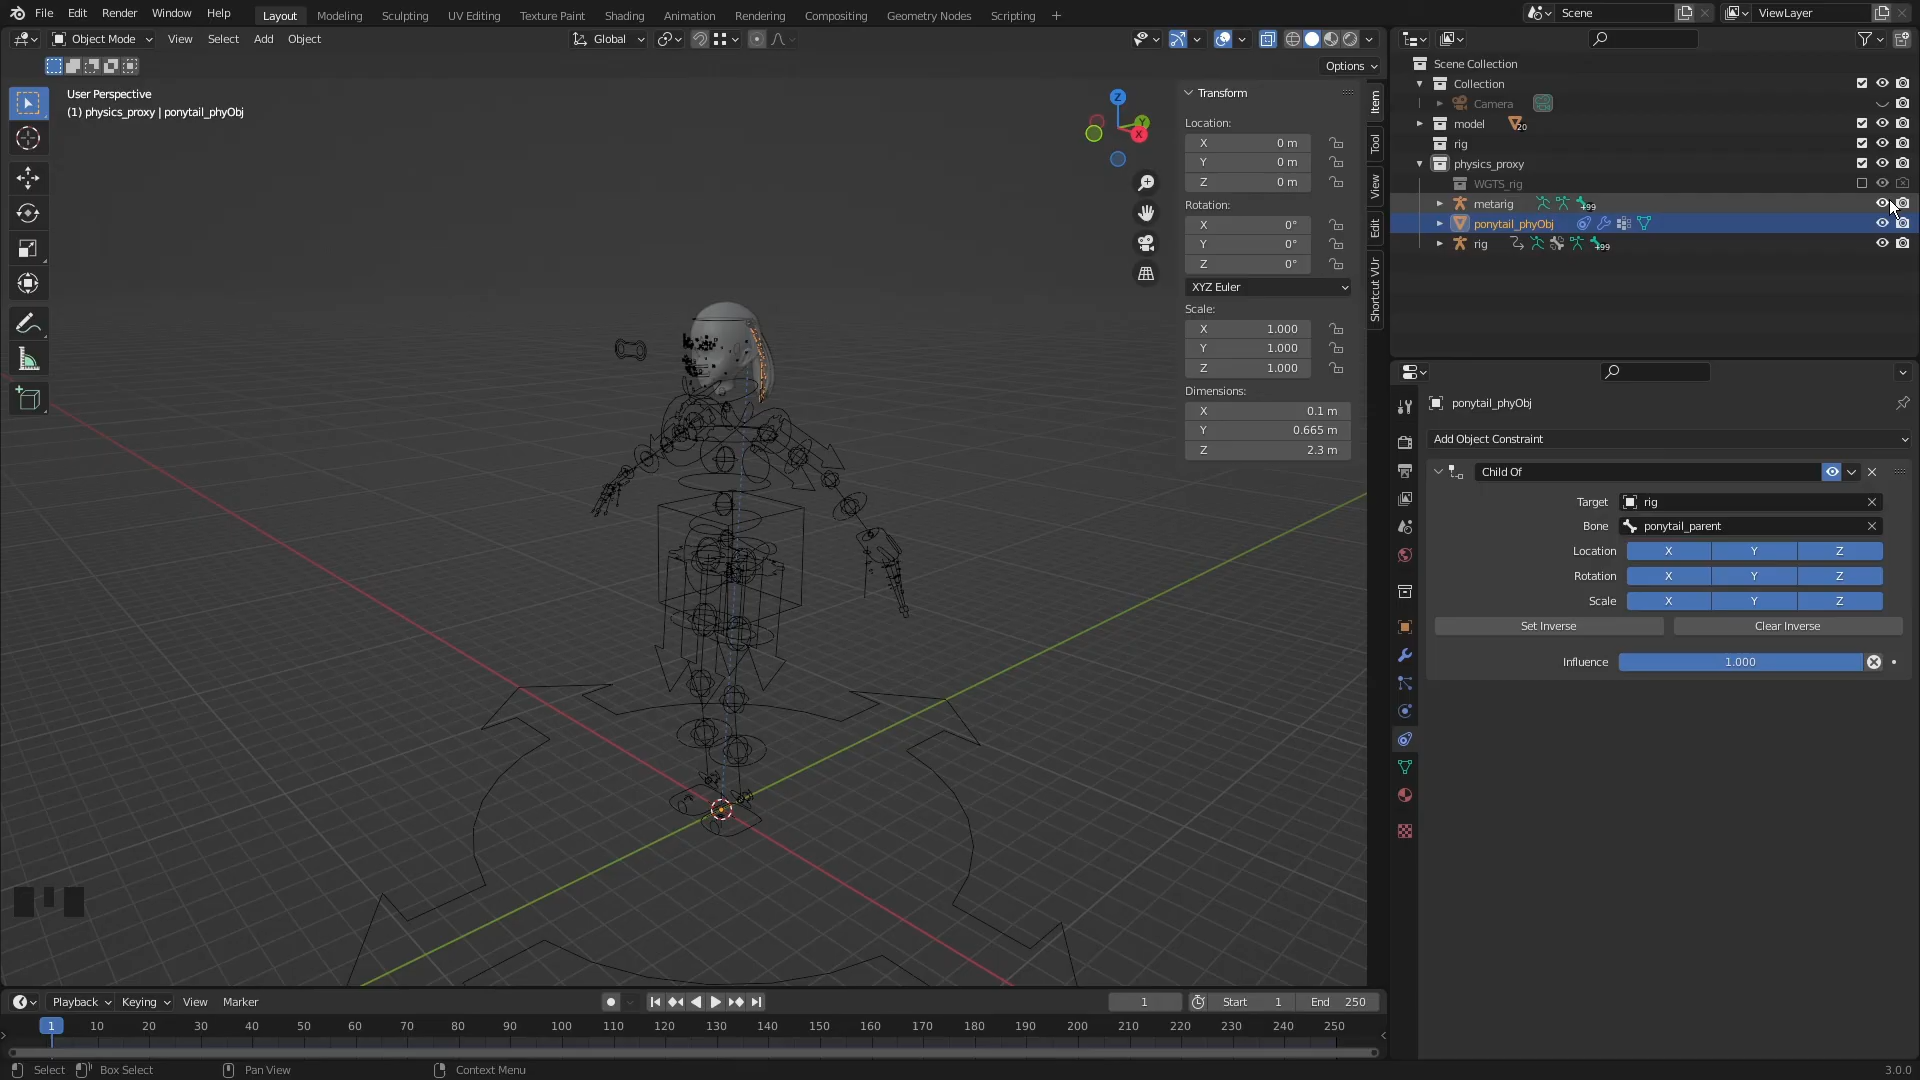 File Edit Render Window Help Layout Modeling Sculpting UV Editing Texture Paint Shading Animation Rendering Compositing Geometry Nodes Scripting + Scene ViewLayer
Object Mode View Select Add Object Global
Options
User Perspective
(1) physics_proxy | ponytail_phyObj
Z
Y
X
Transform
Location:
X 0 m
Y 0 m
Z 0 m
Rotation:
X 0°
Y 0°
Z 0°
XYZ Euler
Scale:
X 1.000
Y 1.000
Z 1.000
Dimensions:
X 0.1 m
Y 0.665 m
Z 2.3 m
Item
Tool
View
Edit
Shortcut VUr
Scene Collection
Collection
Camera
model 20
rig
physics_proxy
WGTS_rig
metarig +99
ponytail_phyObj
rig +99
ponytail_phyObj
Add Object Constraint
Child Of
Target rig
Bone ponytail_parent
Location X Y Z
Rotation X Y Z
Scale X Y Z
Set Inverse Clear Inverse
Influence 1.000
Playback Keying View Marker 1 Start 1 End 250
1 10 20 30 40 50 60 70 80 90 100 110 120 130 140 150 160 170 180 190 200 210 220 230 240 250
Select Box Select Pan View Context Menu 3.0.0